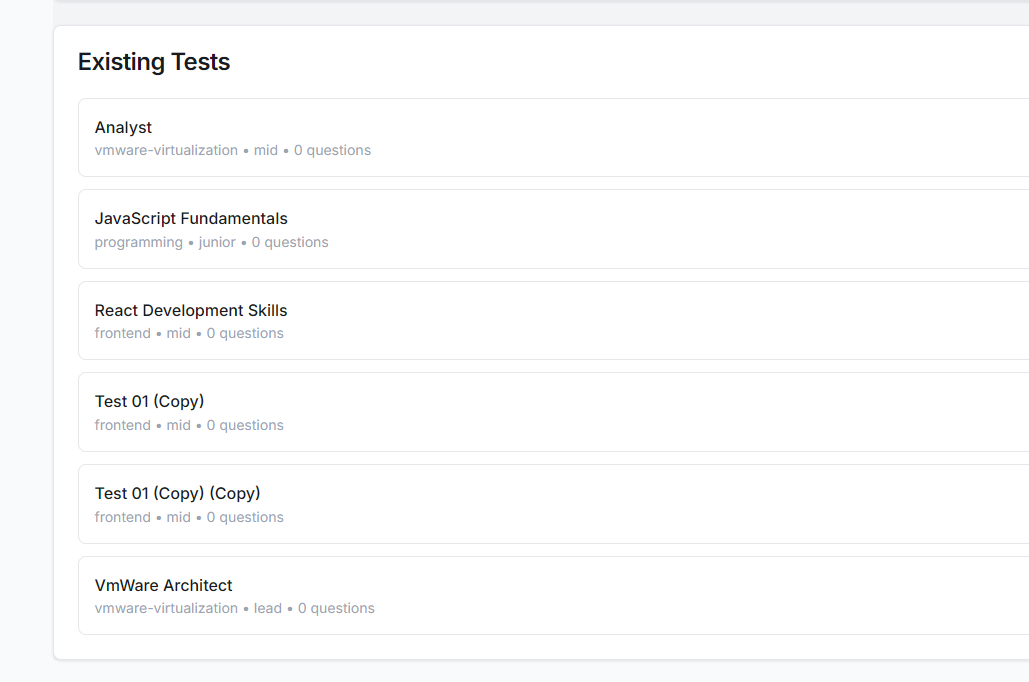 Existing Tests
Analyst
vmware-virtualization • mid • 0 questions
JavaScript Fundamentals
programming • junior • 0 questions
React Development Skills
frontend • mid • 0 questions
Test 01 (Copy)
frontend • mid • 0 questions
Test 01 (Copy) (Copy)
frontend • mid • 0 questions
VmWare Architect
vmware-virtualization • lead • 0 questions